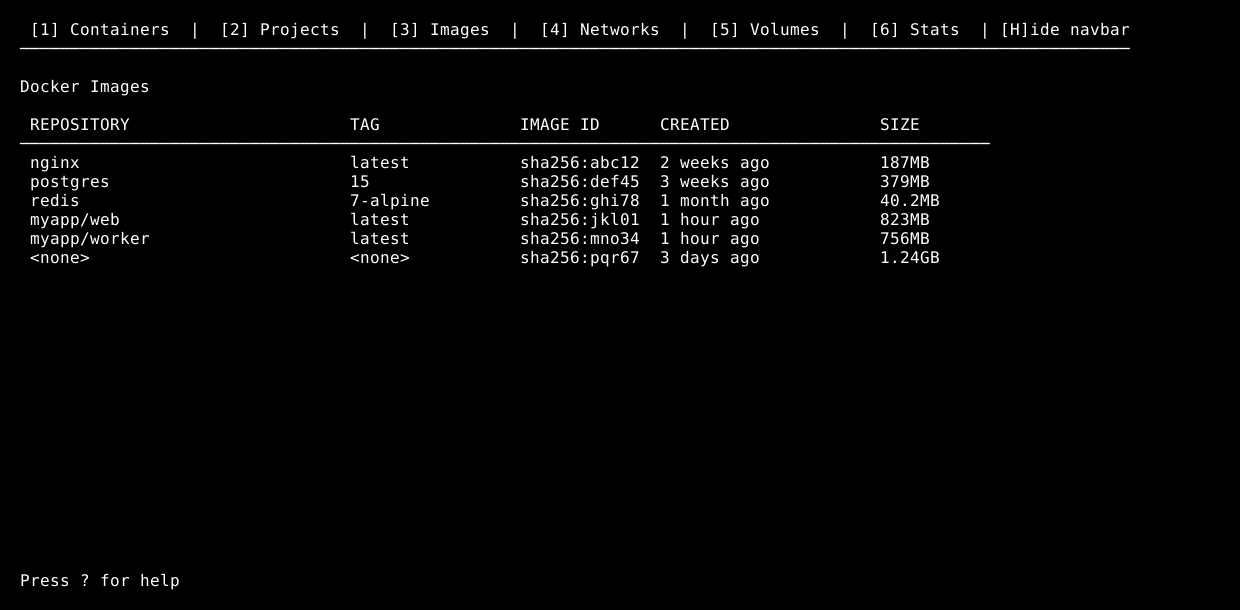 [1] Containers | [2] Projects | [3] Images | [4] Networks | [5] Volumes | [6] Stats | [H]ide navbar
Docker Images
REPOSITORY TAG IMAGE ID CREATED SIZE
nginx latest sha256:abc12 2 weeks ago 187MB
postgres 15 sha256:def45 3 weeks ago 379MB
redis 7-alpine sha256:ghi78 1 month ago 40.2MB
myapp/web latest sha256:jkl01 1 hour ago 823MB
myapp/worker latest sha256:mno34 1 hour ago 756MB
<none> <none> sha256:pqr67 3 days ago 1.24GB
Press ? for help